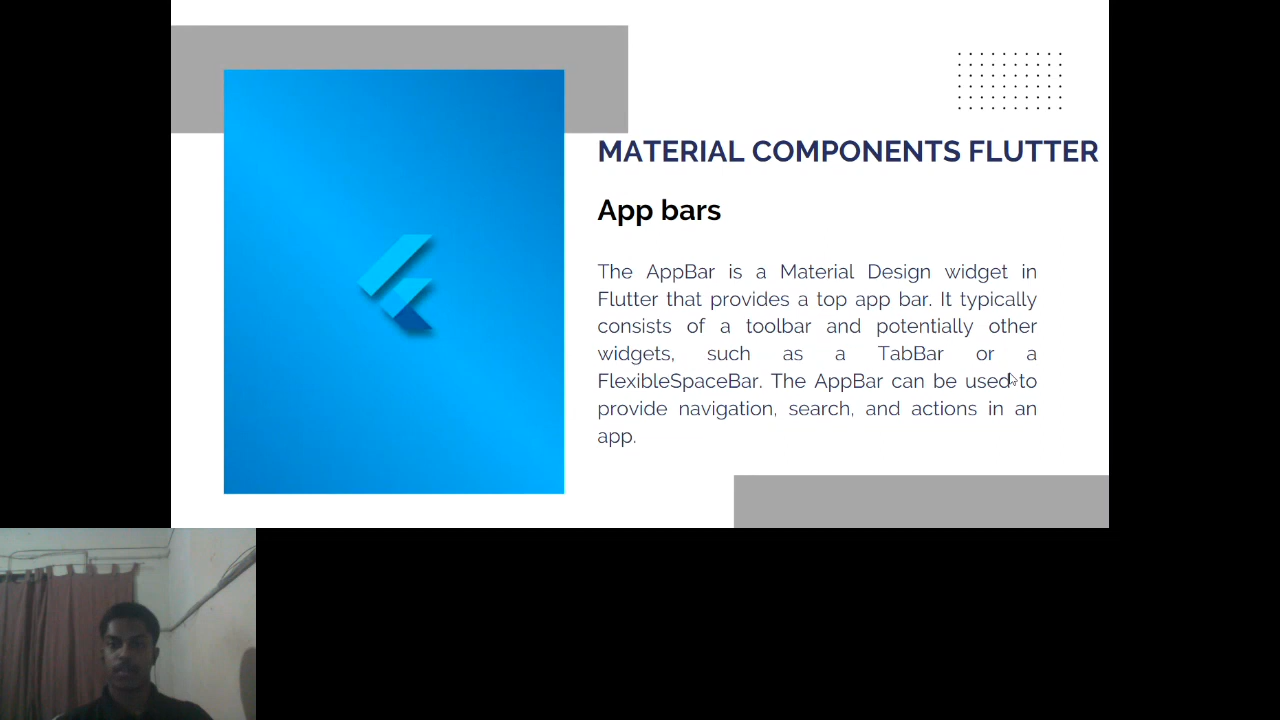 MATERIAL COMPONENTS FLUTTER
App bars
The AppBar is a Material Design widget in
Flutter that provides a top app bar. It typically
consists of a toolbar and potentially other
widgets, such as a TabBar or a
FlexibleSpaceBar. The AppBar can be used to
provide navigation, search, and actions in an
app.